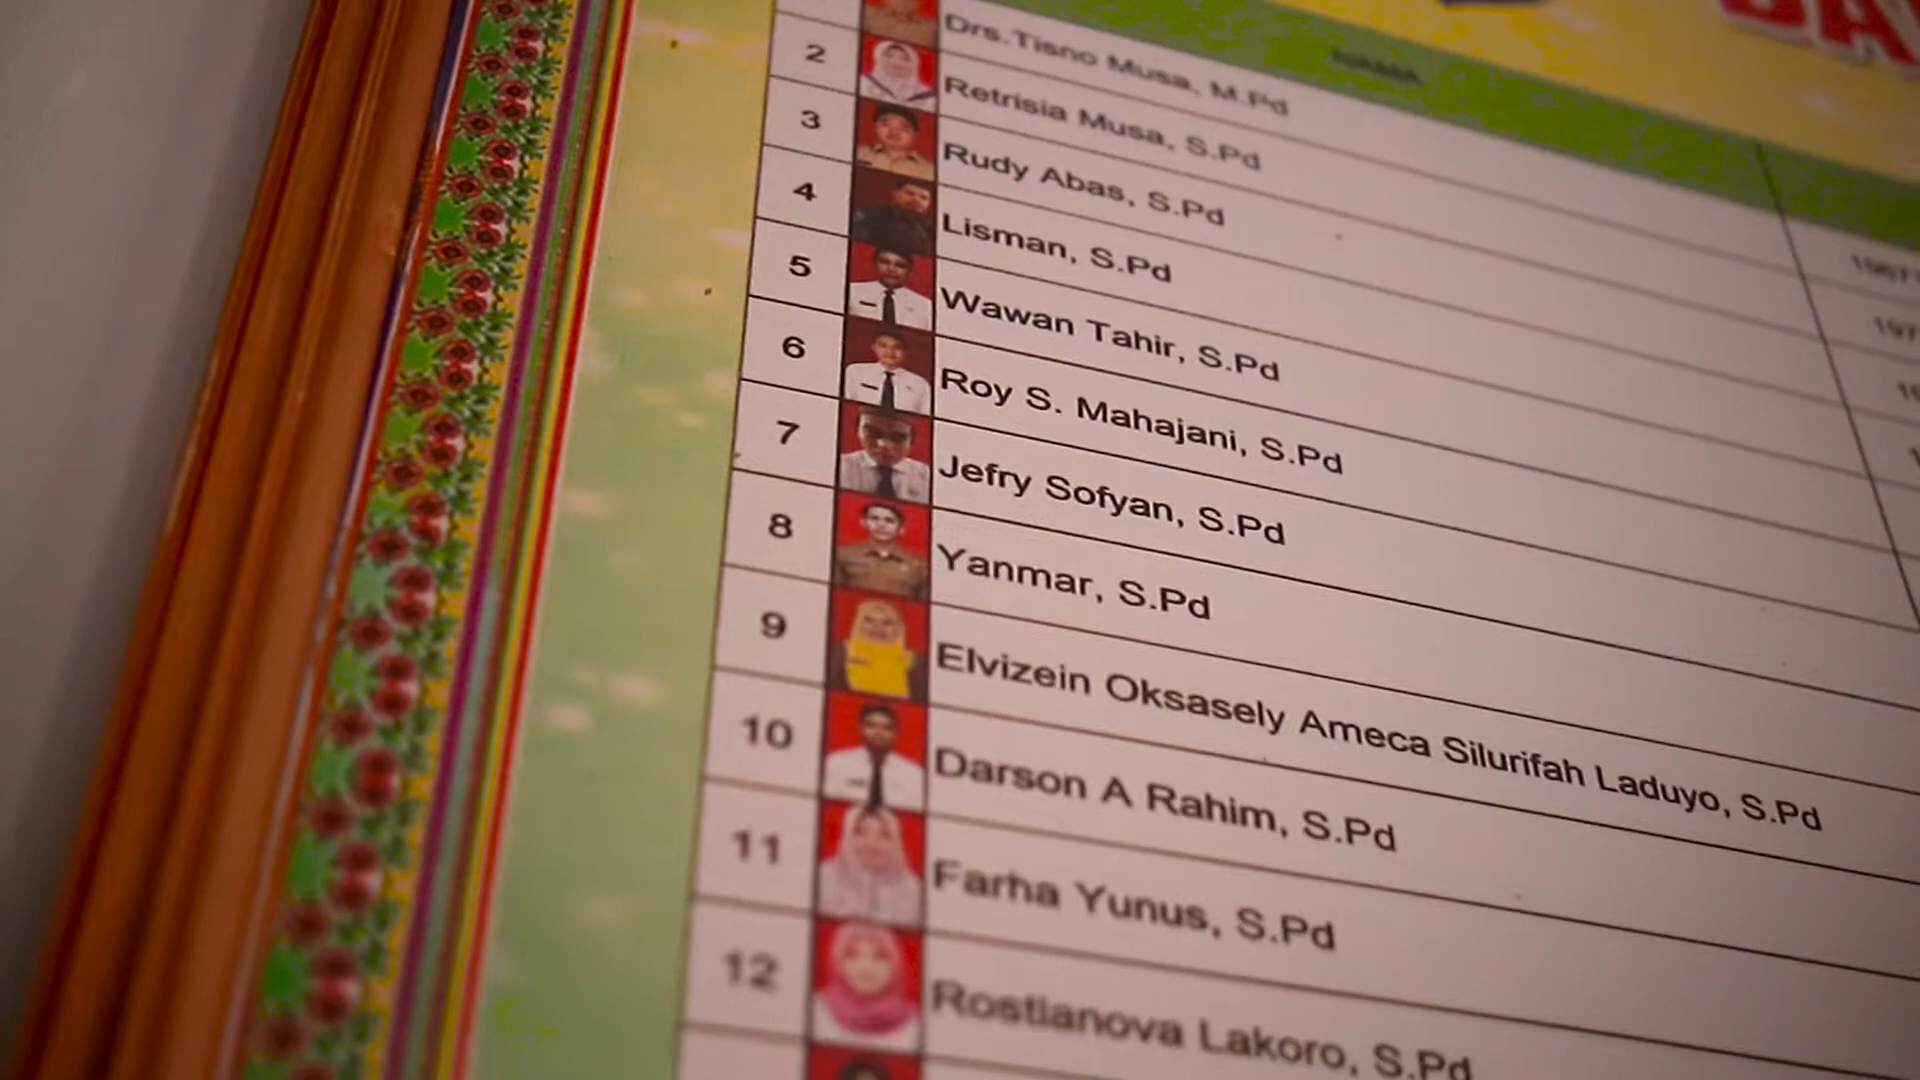 Drs.Tisno Musa, M.Pd
2 Retrisia Musa, S.Pd
3 Rudy Abas, S.Pd
4 Lisman, S.Pd
5 Wawan Tahir, S.Pd
6 Roy S. Mahajani, S.Pd
7 Jefry Sofyan, S.Pd
8 Yanmar, S.Pd
9 Elvizein Oksasely Ameca Silurifah Laduyo, S.Pd
10 Darson A Rahim, S.Pd
11 Farha Yunus, S.Pd
12 Rostianova Lakoro, S.Pd